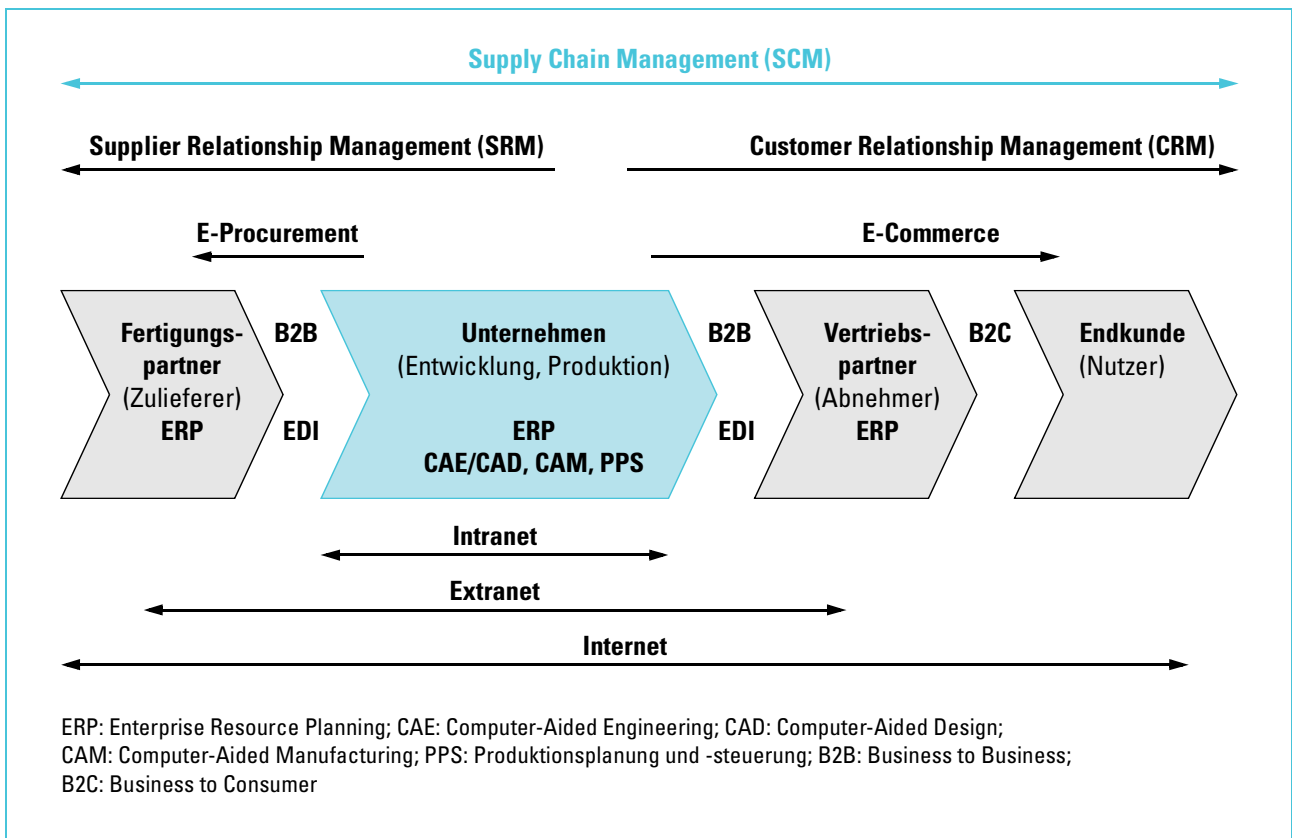 Supply Chain Management (SCM)
Supplier Relationship Management (SRM)
Customer Relationship Management (CRM)
E-Procurement
E-Commerce
Fertigungs-
partner
(Zulieferer)
ERP
B2B
EDI
Unternehmen
(Entwicklung, Produktion)
ERP
CAE/CAD, CAM, PPS
B2B
EDI
Vertriebs-
partner
(Abnehmer)
ERP
B2C
Endkunde
(Nutzer)
Intranet
Extranet
Internet
ERP: Enterprise Resource Planning; CAE: Computer-Aided Engineering; CAD: Computer-Aided Design;
CAM: Computer-Aided Manufacturing; PPS: Produktionsplanung und -steuerung; B2B: Business to Business;
B2C: Business to Consumer